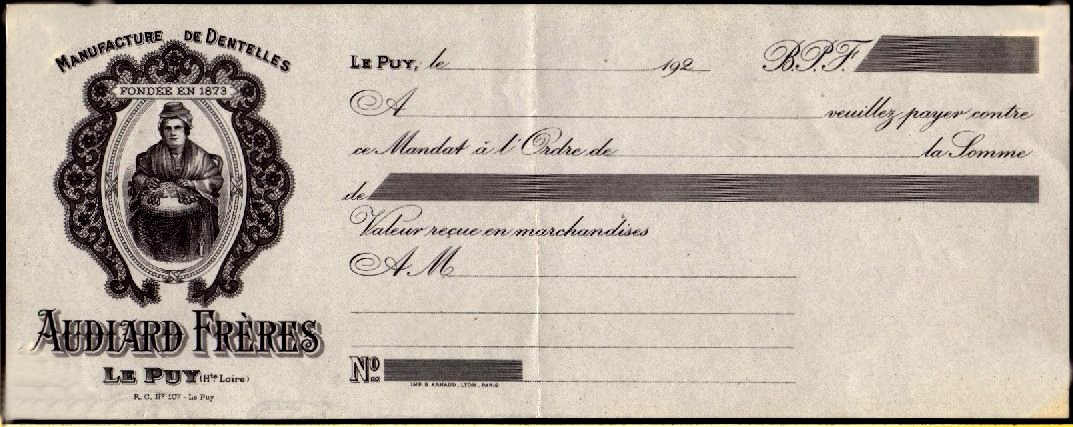 MANUFACTURE DE DENTELLES
FONDÉE EN 1873
AUDIARD FRÈRES
LE PUY (Hte Loire)
R. C. No 107 - Le Puy
LE PUY, le 192
B.P.F.
A veuillez payer contre
ce Mandat à l'Ordre de la Somme
de
Valeur reçue en marchandises
A M
No
IMP. B. ARNAUD . LYON . PARIS